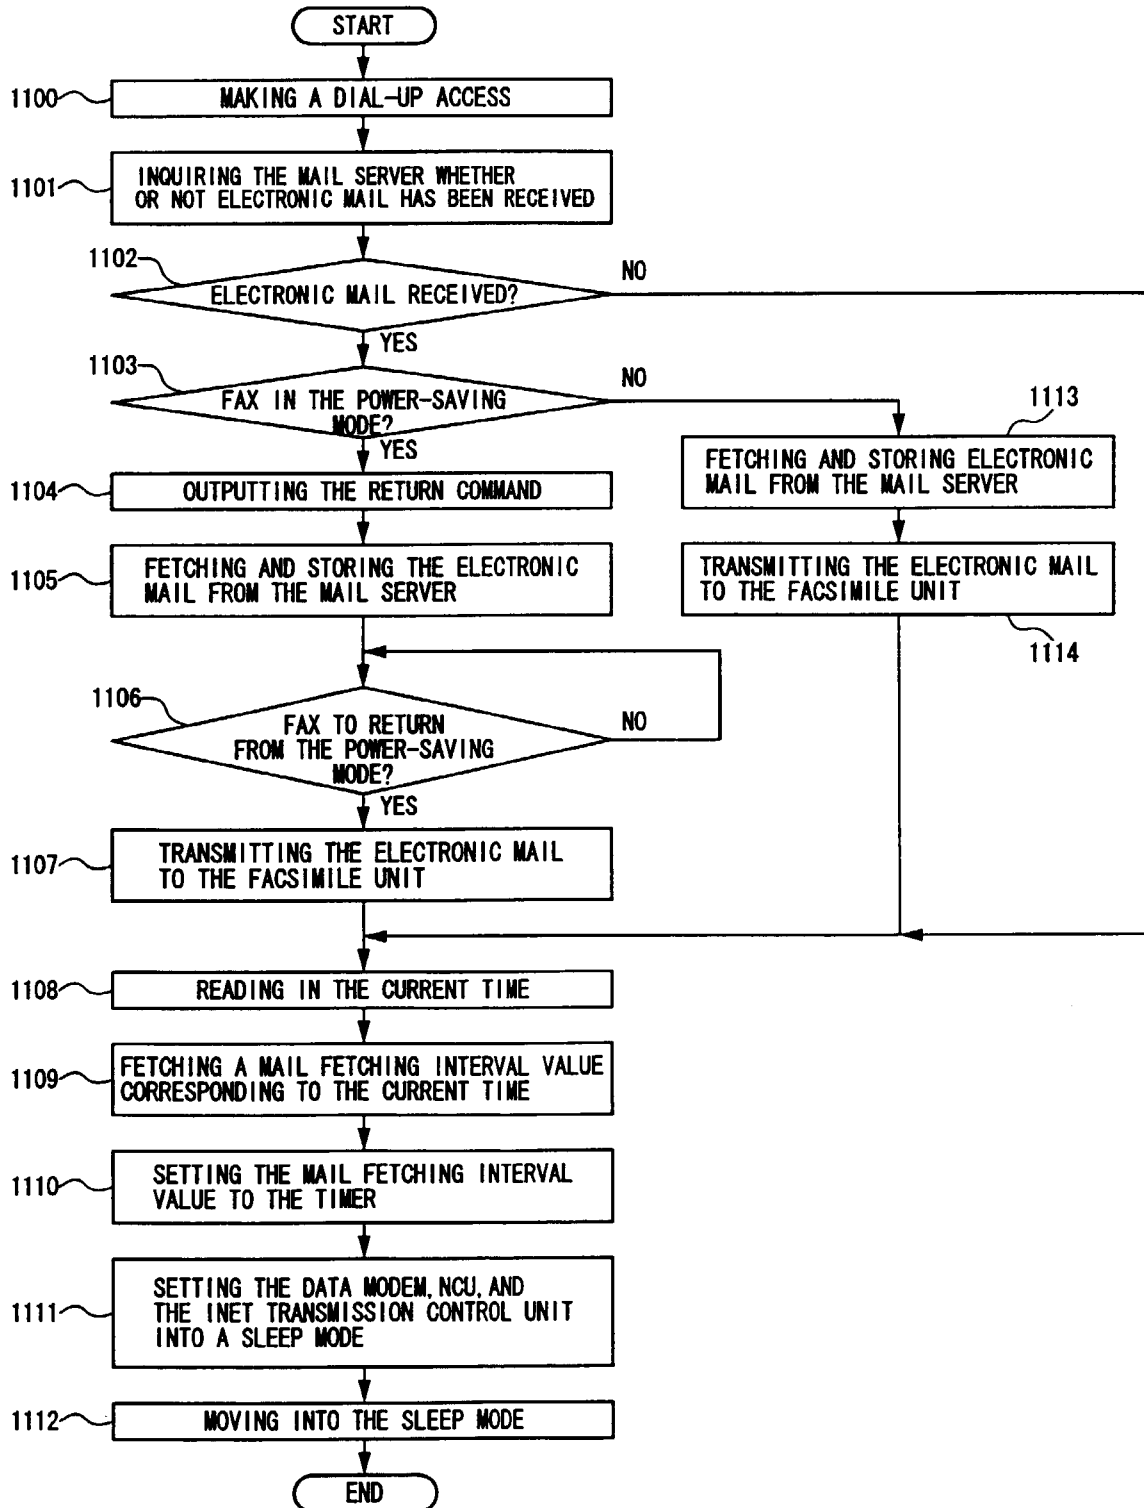 START
1100
MAKING A DIAL-UP ACCESS
1101
INQUIRING THE MAIL SERVER WHETHER
OR NOT ELECTRONIC MAIL HAS BEEN RECEIVED
1102
ELECTRONIC MAIL RECEIVED?
NO
YES
1103
FAX IN THE POWER-SAVING
MODE?
NO
YES
1113
FETCHING AND STORING ELECTRONIC
MAIL FROM THE MAIL SERVER
1104
OUTPUTTING THE RETURN COMMAND
1105
FETCHING AND STORING THE ELECTRONIC
MAIL FROM THE MAIL SERVER
TRANSMITTING THE ELECTRONIC MAIL
TO THE FACSIMILE UNIT
1114
1106
FAX TO RETURN
FROM THE POWER-SAVING
MODE?
NO
YES
1107
TRANSMITTING THE ELECTRONIC MAIL
TO THE FACSIMILE UNIT
1108
READING IN THE CURRENT TIME
1109
FETCHING A MAIL FETCHING INTERVAL VALUE
CORRESPONDING TO THE CURRENT TIME
1110
SETTING THE MAIL FETCHING INTERVAL
VALUE TO THE TIMER
1111
SETTING THE DATA MODEM, NCU, AND
THE INET TRANSMISSION CONTROL UNIT
INTO A SLEEP MODE
1112
MOVING INTO THE SLEEP MODE
END